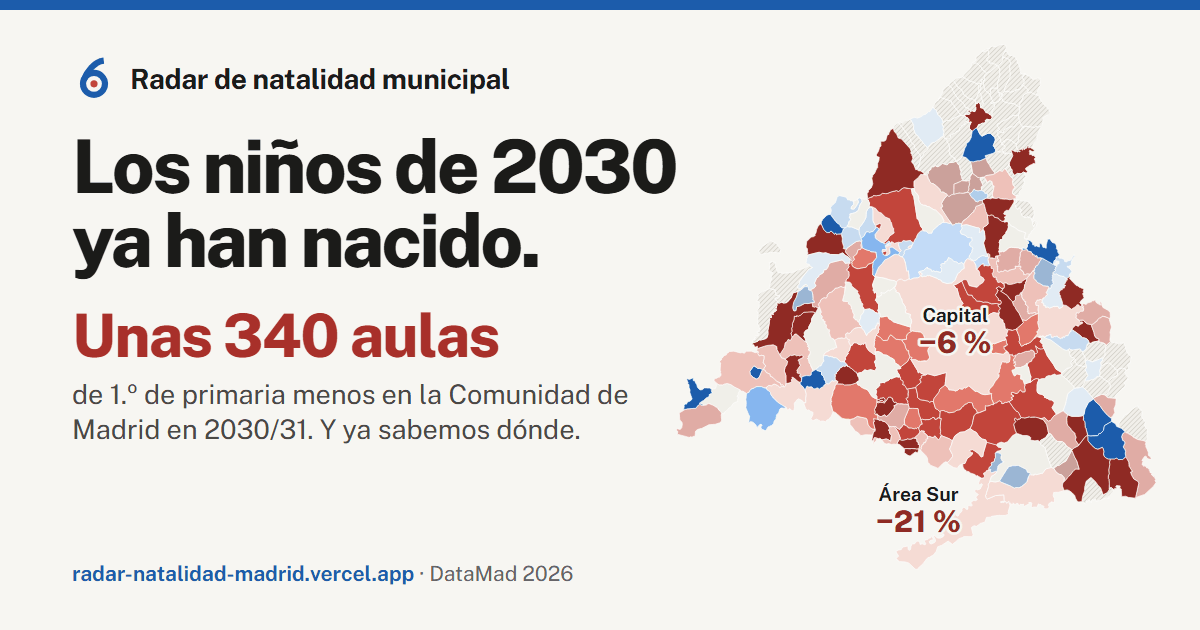 Radar de natalidad municipal
Los niños de 2030
ya han nacido.
Unas 340 aulas
de 1.º de primaria menos en la Comunidad de
Madrid en 2030/31. Y ya sabemos dónde.
Capital
−6 %
Área Sur
−21 %
radar-natalidad-madrid.vercel.app · DataMad 2026